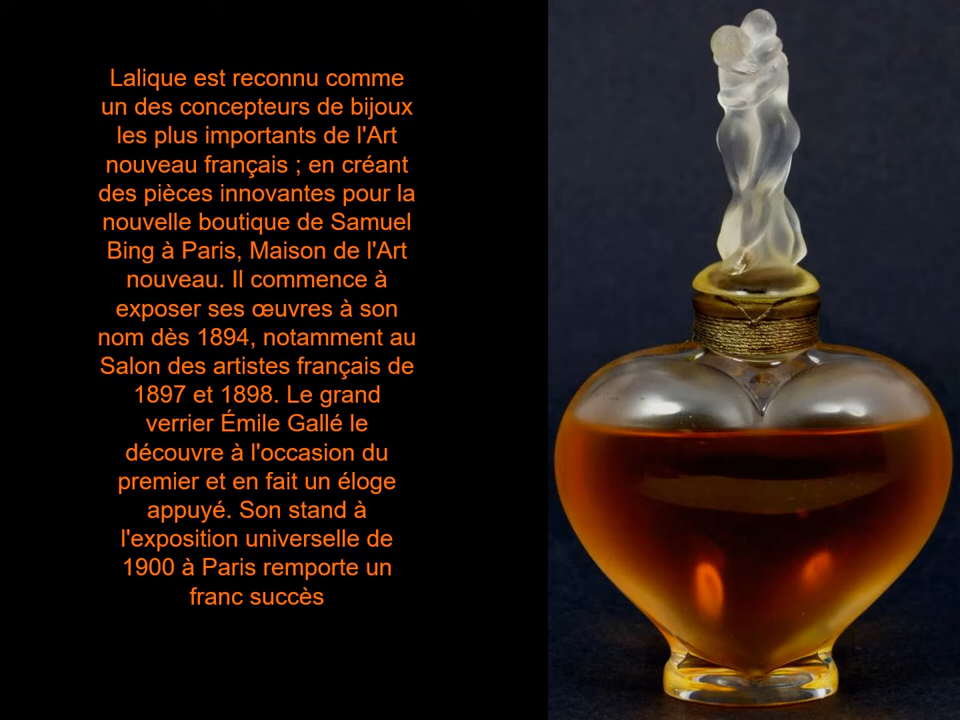 Lalique est reconnu comme
un des concepteurs de bijoux
les plus importants de l'Art
nouveau français ; en créant
des pièces innovantes pour la
nouvelle boutique de Samuel
Bing à Paris, Maison de l'Art
nouveau. Il commence à
exposer ses œuvres à son
nom dès 1894, notamment au
Salon des artistes français de
1897 et 1898. Le grand
verrier Émile Gallé le
découvre à l'occasion du
premier et en fait un éloge
appuyé. Son stand à
l'exposition universelle de
1900 à Paris remporte un
franc succès